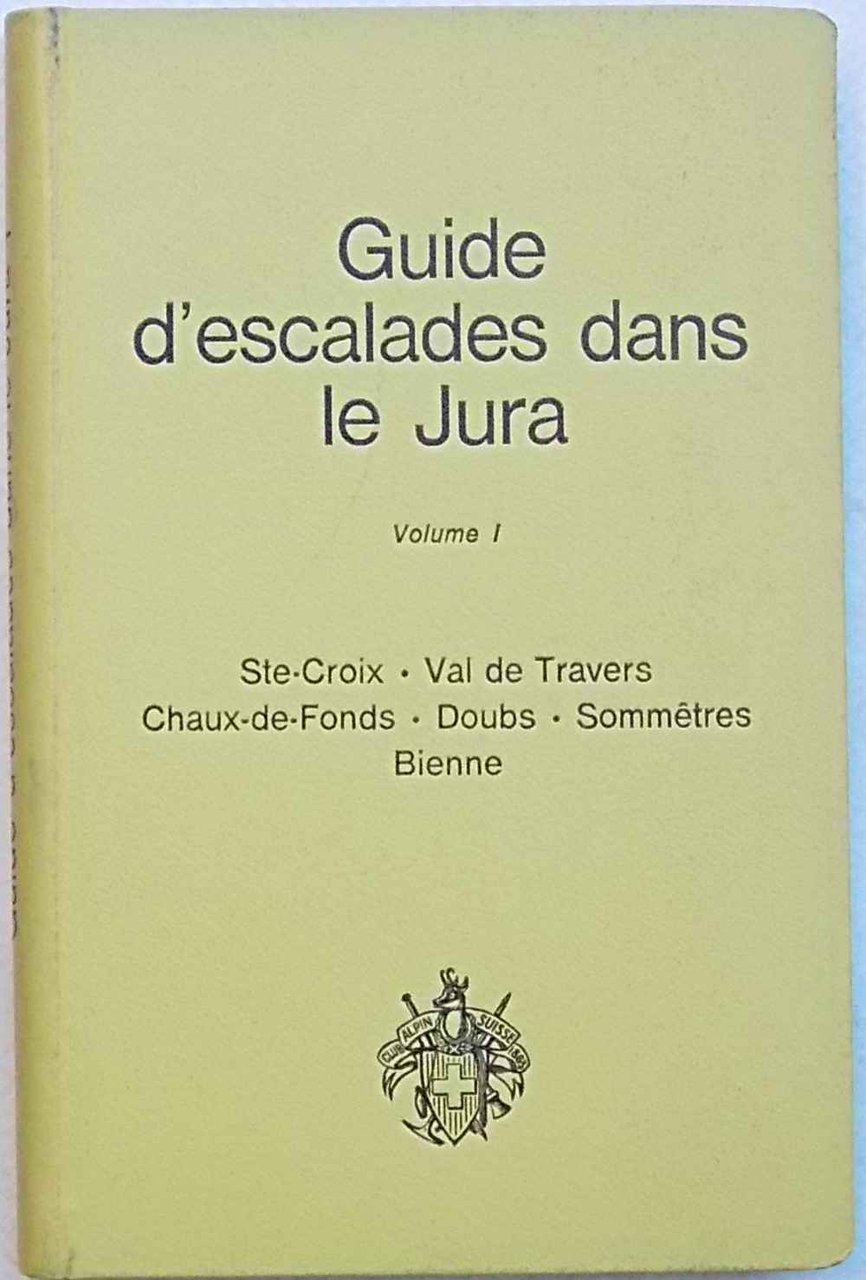 Guide
d'escalades dans
le Jura
Volume I
Ste-Croix • Val de Travers
Chaux-de-Fonds • Doubs • Sommêtres
Bienne
CLUB ALPIN SUISSE 1863